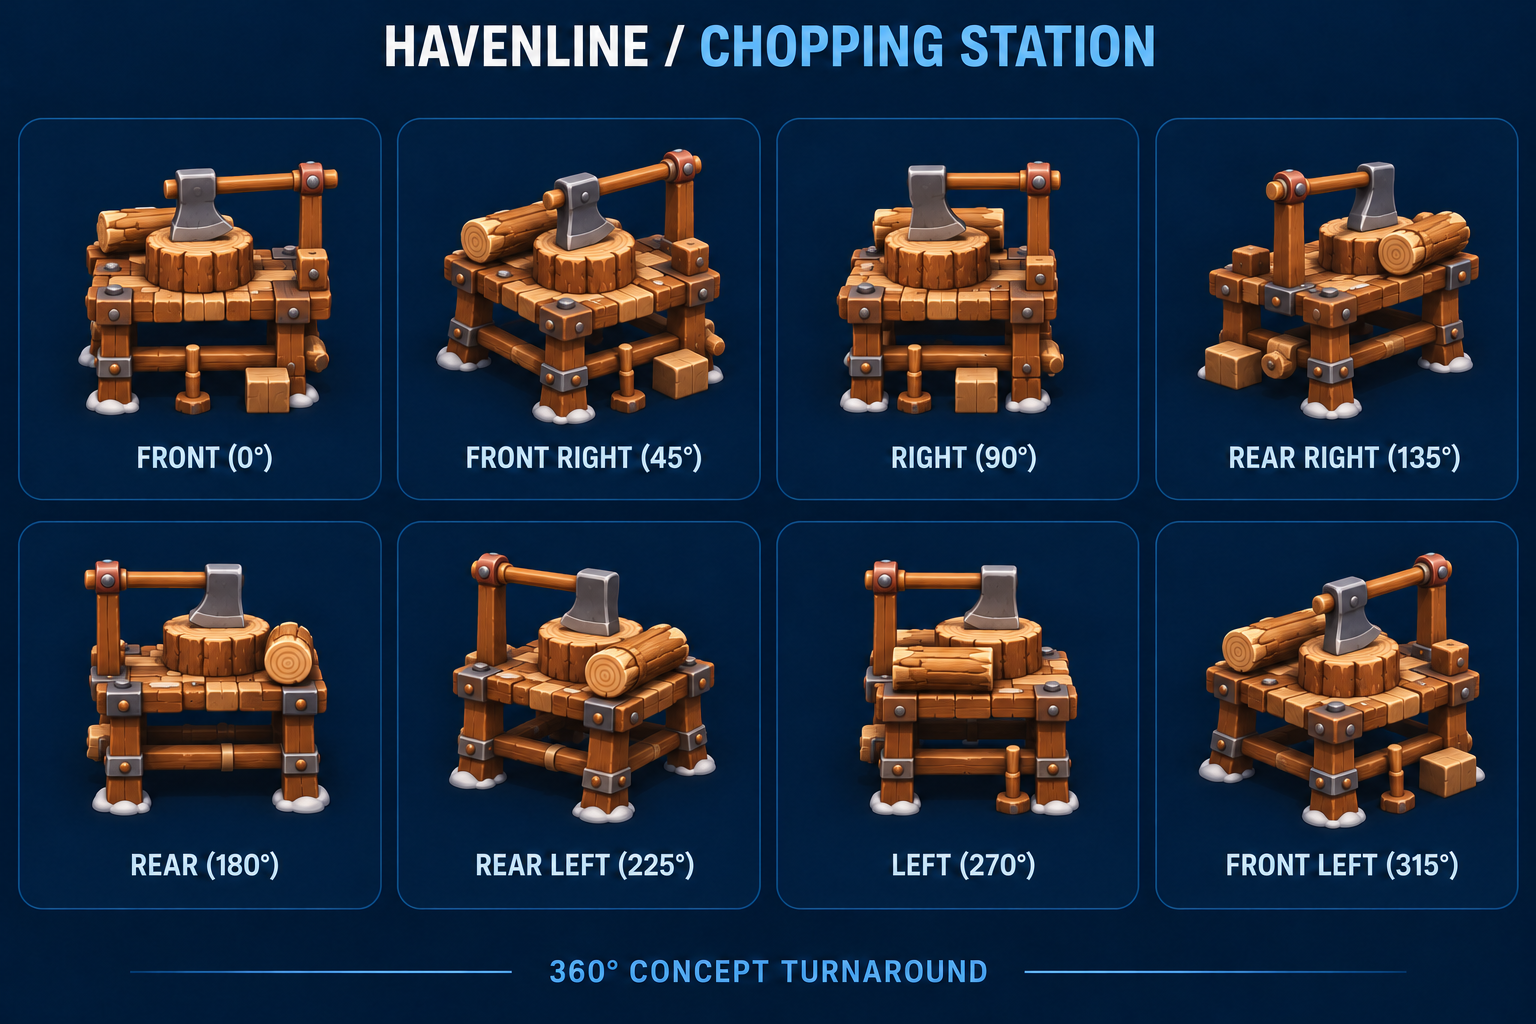 HAVENLINE / CHOPPING STATION
FRONT (0°)
FRONT RIGHT (45°)
RIGHT (90°)
REAR RIGHT (135°)
REAR (180°)
REAR LEFT (225°)
LEFT (270°)
FRONT LEFT (315°)
360° CONCEPT TURNAROUND